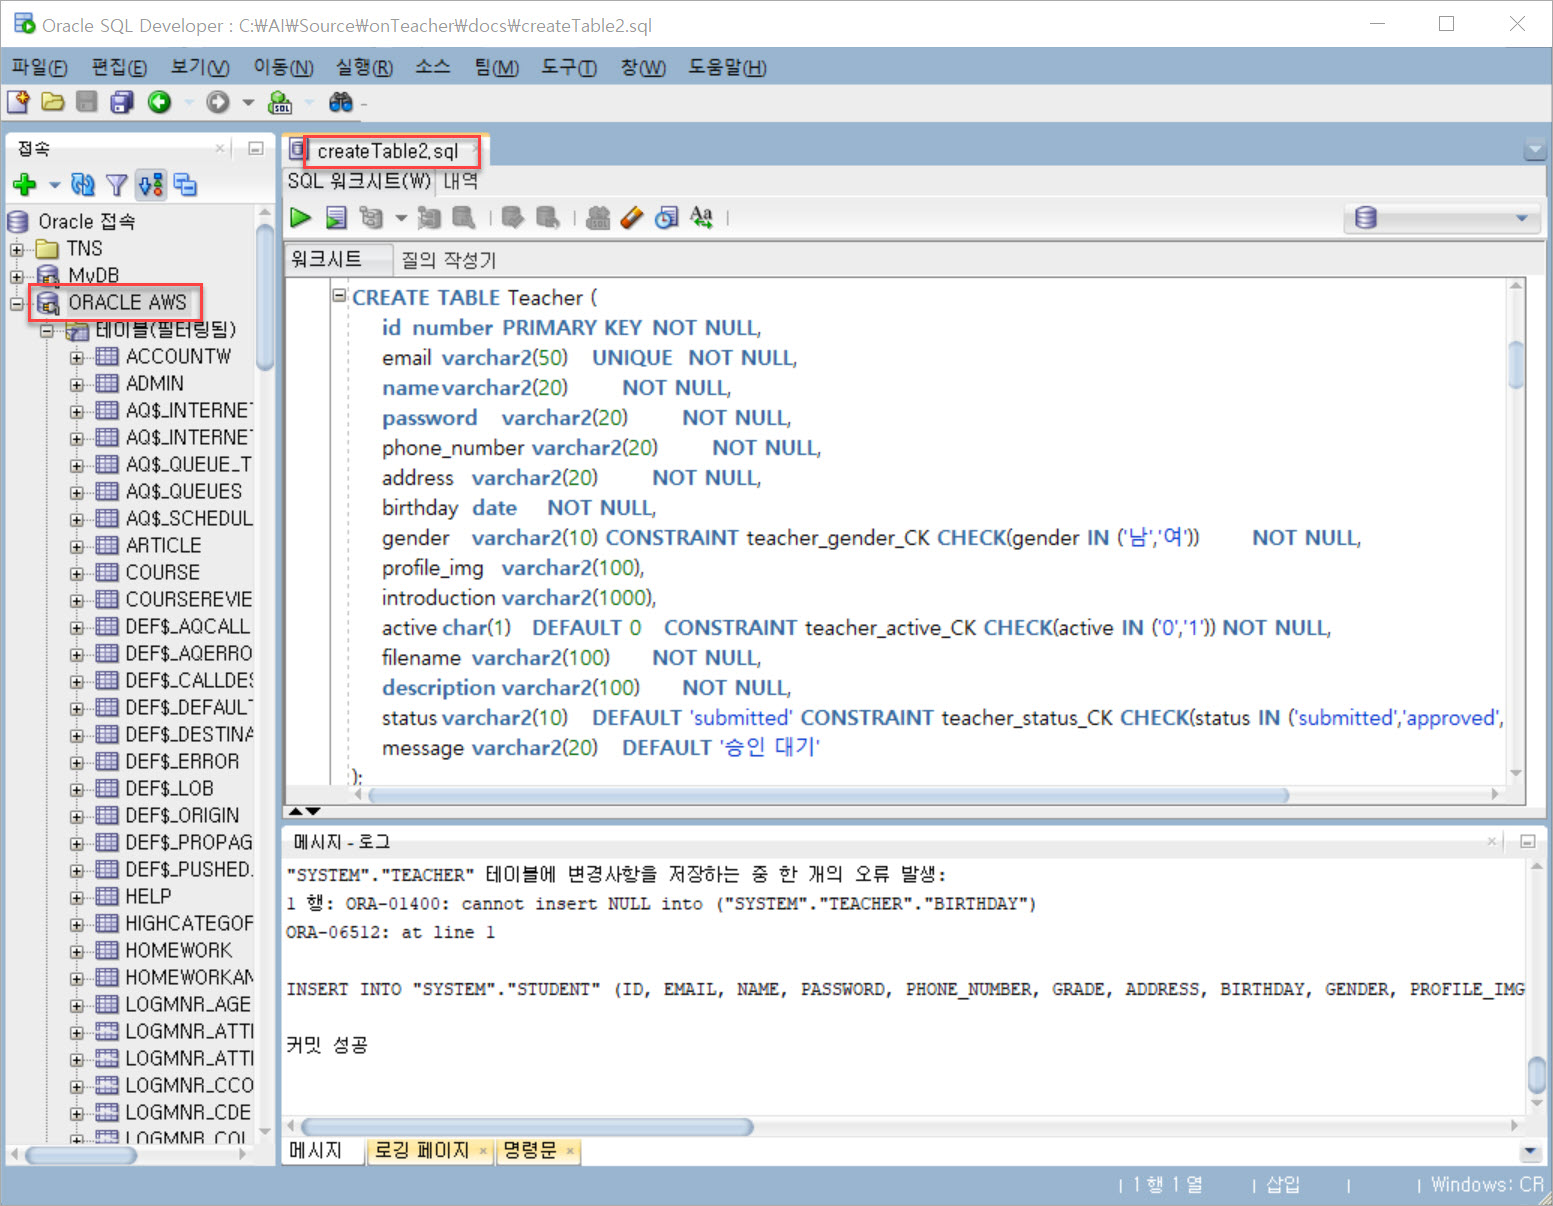 Oracle SQL Developer : C:₩AI₩Source₩onTeacher₩docs₩createTable2.sql
파일(F) 편집(E) 보기(V) 이동(N) 실행(R) 소스 팀(M) 도구(T) 창(W) 도움말(H)
접속
Oracle 접속
TNS
MyDB
ORACLE AWS
테이블(필터링됨)
ACCOUNTW
ADMIN
AQ$_INTERNET
AQ$_INTERNET
AQ$_QUEUE_T
AQ$_QUEUES
AQ$_SCHEDUL
ARTICLE
COURSE
COURSEREVIE
DEF$_AQCALL
DEF$_AQERRO
DEF$_CALLDES
DEF$_DEFAULT
DEF$_DESTINA
DEF$_ERROR
DEF$_LOB
DEF$_ORIGIN
DEF$_PROPAG
DEF$_PUSHED.
HELP
HIGHCATEGOF
HOMEWORK
HOMEWORKAN
LOGMNR_AGE
LOGMNR_ATTI
LOGMNR_ATTI
LOGMNR_CCO
LOGMNR_CDE
LOGMNR_COL
createTable2.sql
SQL 워크시트(W) 내역
워크시트 질의 작성기
CREATE TABLE Teacher (
id number PRIMARY KEY NOT NULL,
email varchar2(50) UNIQUE NOT NULL,
name varchar2(20) NOT NULL,
password varchar2(20) NOT NULL,
phone_number varchar2(20) NOT NULL,
address varchar2(20) NOT NULL,
birthday date NOT NULL,
gender varchar2(10) CONSTRAINT teacher_gender_CK CHECK(gender IN ('남','여')) NOT NULL,
profile_img varchar2(100),
introduction varchar2(1000),
active char(1) DEFAULT 0 CONSTRAINT teacher_active_CK CHECK(active IN ('0','1')) NOT NULL,
filename varchar2(100) NOT NULL,
description varchar2(100) NOT NULL,
status varchar2(10) DEFAULT 'submitted' CONSTRAINT teacher_status_CK CHECK(status IN ('submitted','approved',
message varchar2(20) DEFAULT '승인 대기'
);
메시지 - 로그
"SYSTEM"."TEACHER" 테이블에 변경사항을 저장하는 중 한 개의 오류 발생:
1 행: ORA-01400: cannot insert NULL into ("SYSTEM"."TEACHER"."BIRTHDAY")
ORA-06512: at line 1
INSERT INTO "SYSTEM"."STUDENT" (ID, EMAIL, NAME, PASSWORD, PHONE_NUMBER, GRADE, ADDRESS, BIRTHDAY, GENDER, PROFILE_IMG
커밋 성공
메시지 로깅 페이지 명령문
1 행 1 열 삽입 Windows: CR